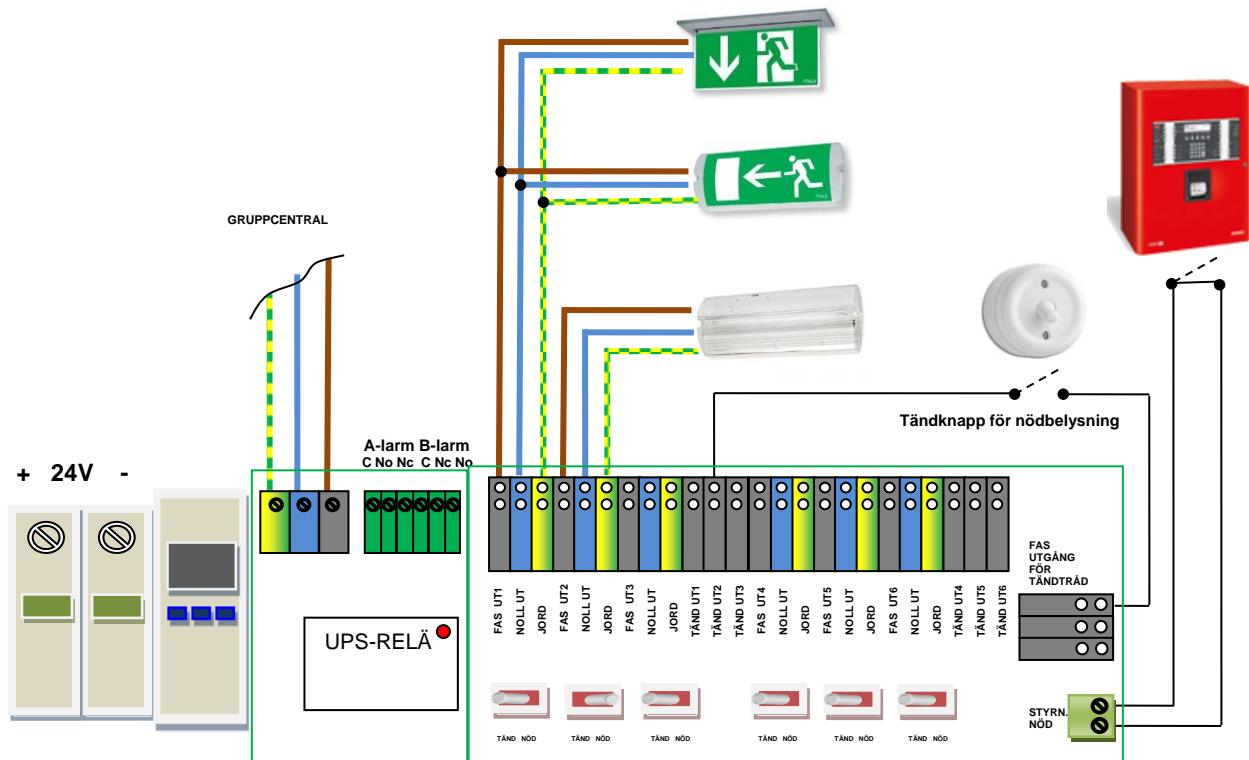 GRUPPCENTRAL
Tändknapp för nödbelysning
+ 24V -
A-larm B-larm
C No Nc C Nc No
FAS UT1
NOLL UT
JORD
FAS UT2
NOLL UT
JORD
FAS UT3
NOLL UT
JORD
TÄND UT1
TÄND UT2
TÄND UT3
FAS UT4
NOLL UT
JORD
FAS UT5
NOLL UT
JORD
FAS UT6
NOLL UT
JORD
TÄND UT4
TÄND UT5
TÄND UT6
FAS
UTGÅNG
FÖR
TÄNDTRÅD
UPS-RELÄ
STYRN.
NÖD
TÄND NÖD
TÄND NÖD
TÄND NÖD
TÄND NÖD
TÄND NÖD
TÄND NÖD